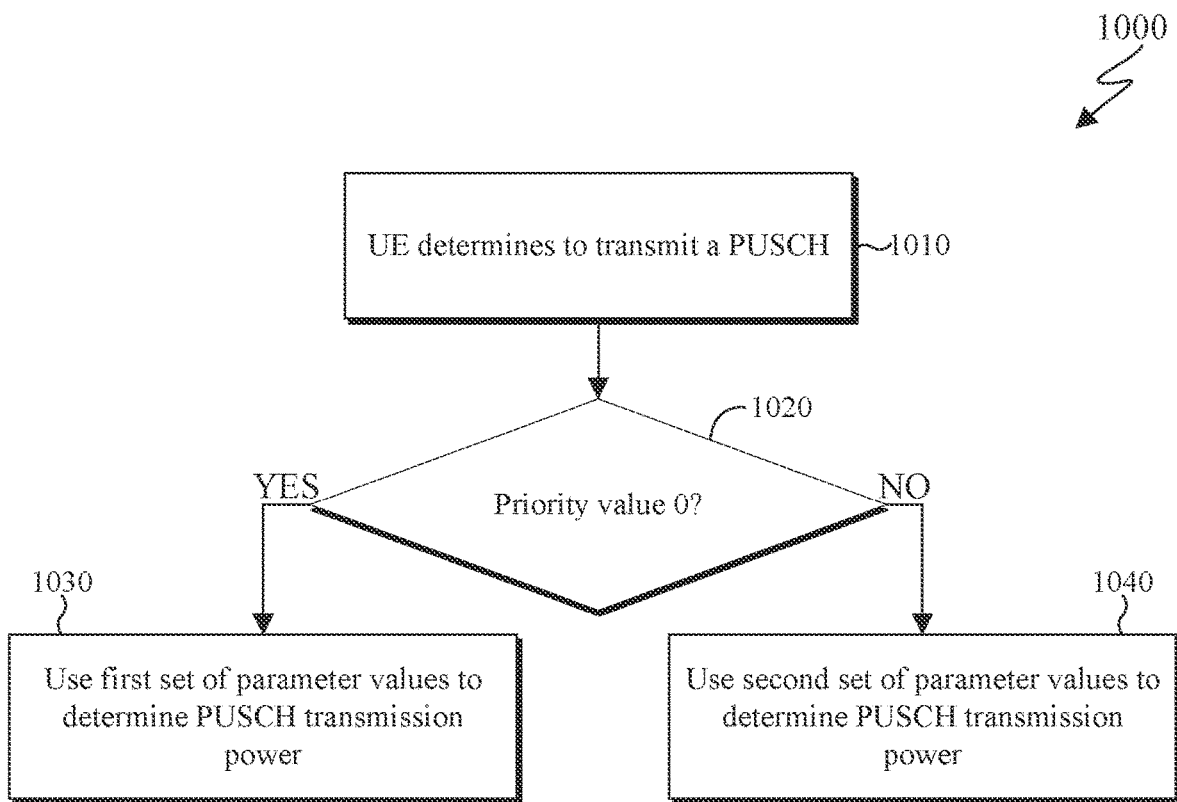 1000
UE determines to transmit a PUSCH
1010
1020
YES
NO
Priority value 0?
1030
1040
Use first set of parameter values to
determine PUSCH transmission
power
Use second set of parameter values to
determine PUSCH transmission
power